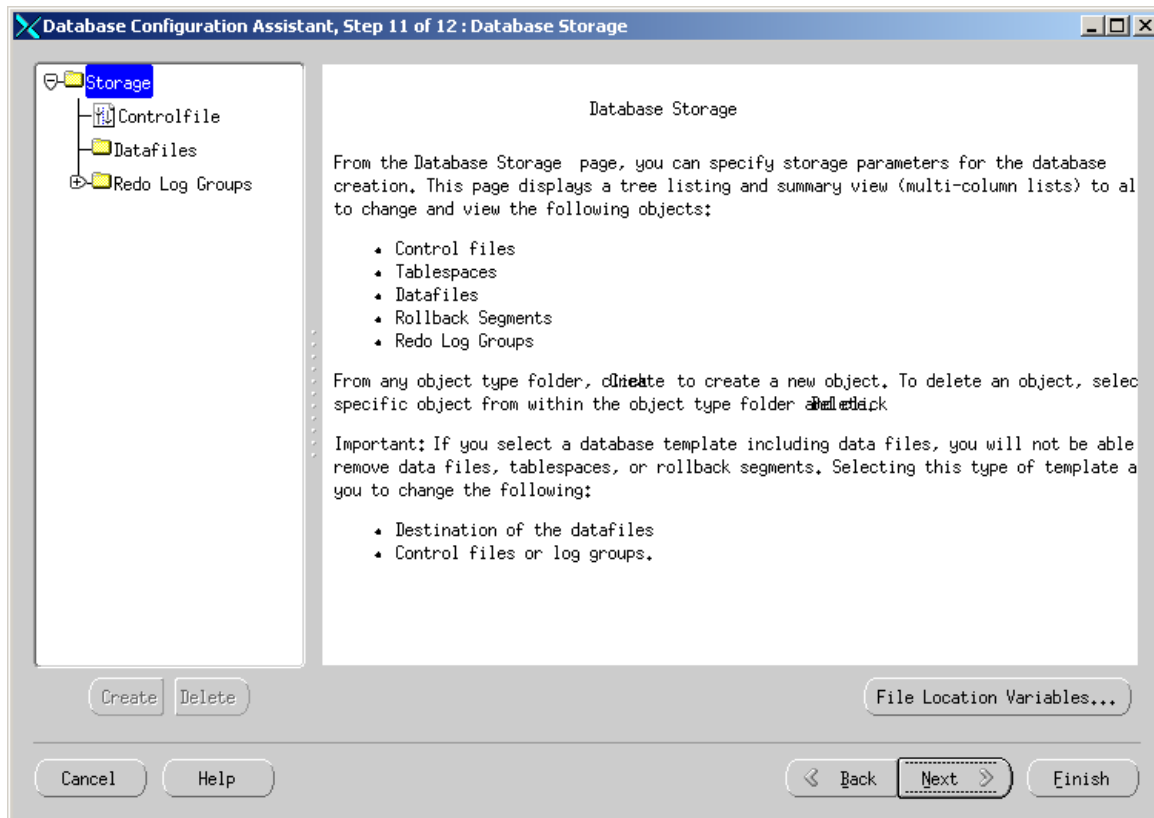 Database Configuration Assistant, Step 11 of 12 : Database Storage
Storage
Controlfile
Datafiles
Redo Log Groups
Database Storage
From the Database Storage page, you can specify storage parameters for the database
creation. This page displays a tree listing and summary view (multi-column lists) to al
to change and view the following objects:
Control files
Tablespaces
Datafiles
Rollback Segments
Redo Log Groups
From any object type folder, to create a new object. To delete an object, selec
specific object from within the object type folder
Important: If you select a database template including data files, you will not be able
remove data files, tablespaces, or rollback segments. Selecting this type of template a
you to change the following:
Destination of the datafiles
Control files or log groups.
Create Delete
File Location Variables...
Cancel Help Back Next Finish